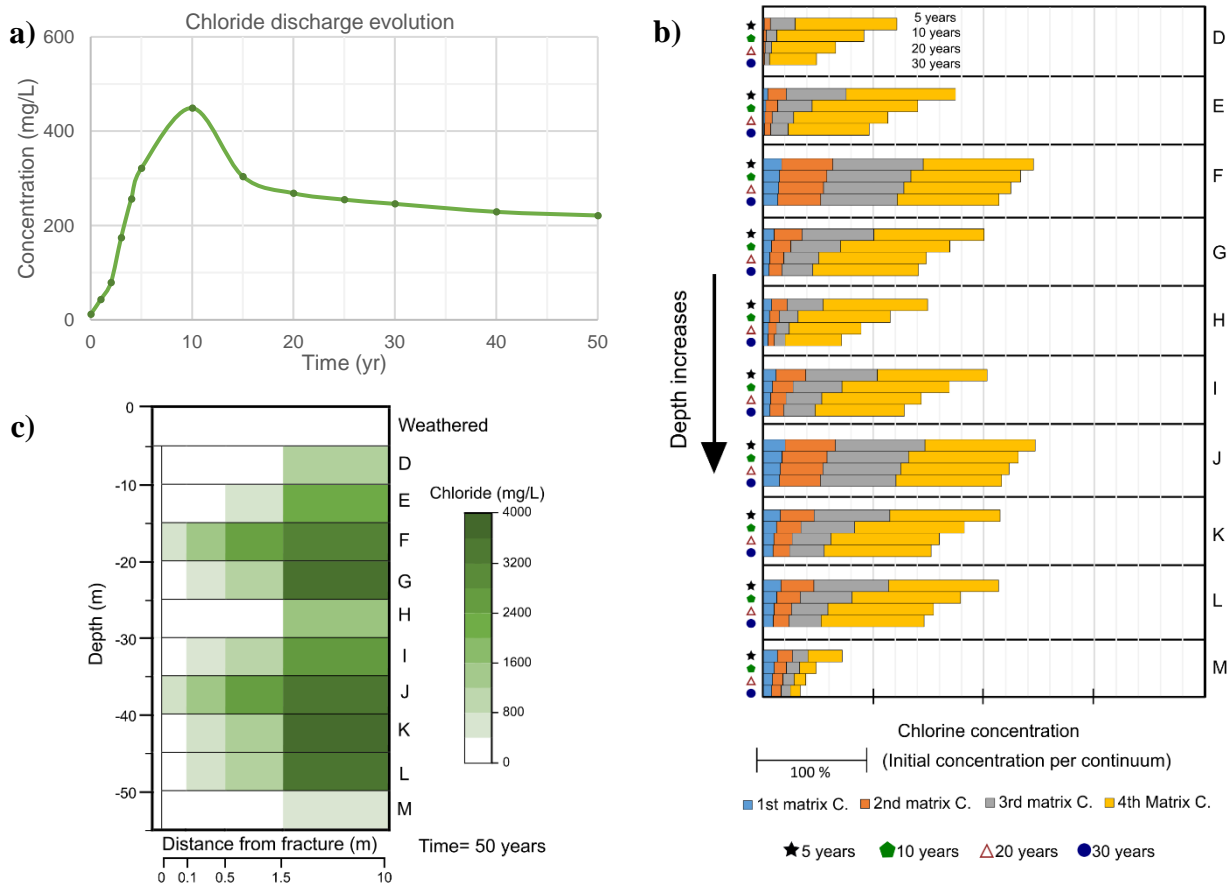 a)
Chloride discharge evolution
Concentration (mg/L)
600
400
200
0
0 10 20 30 40 50
Time (yr)
b)
5 years
10 years
20 years
30 years
D
E
F
G
H
I
J
K
L
M
Depth increases
Chlorine concentration
(Initial concentration per continuum)
100 %
1st matrix C. 2nd matrix C. 3rd matrix C. 4th Matrix C.
5 years 10 years 20 years 30 years
c)
Depth (m)
0
-10
-20
-30
-40
-50
Weathered
D
E
F
G
H
I
J
K
L
M
Chloride (mg/L)
4000
3200
2400
1600
800
0
Distance from fracture (m)
0 0.1 0.5 1.5 10
Time= 50 years